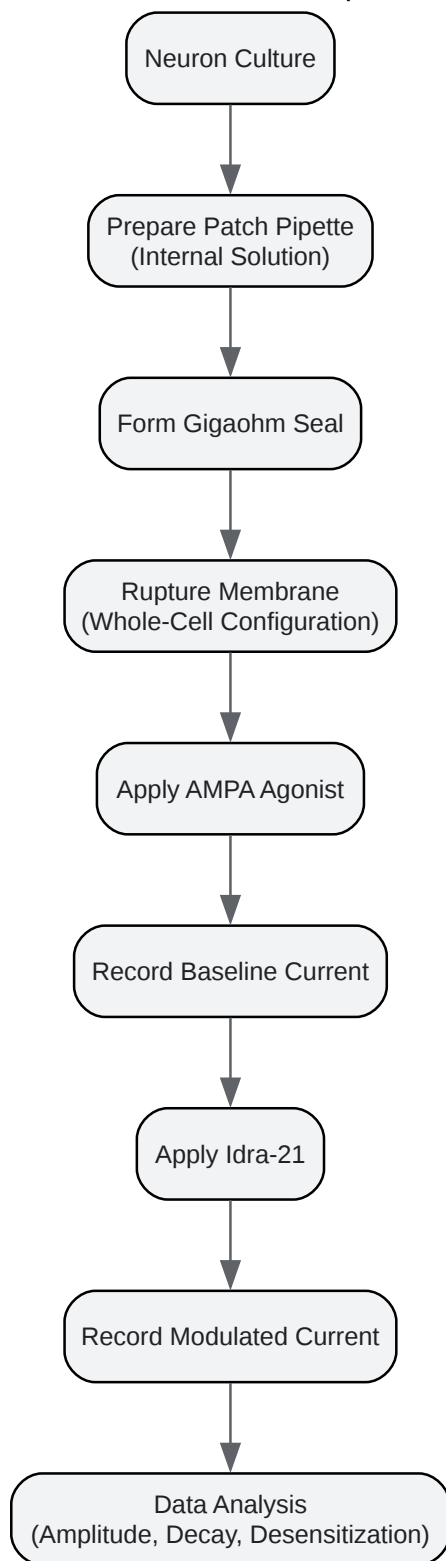 Neuron Culture
Prepare Patch Pipette
(Internal Solution)
Form Gigaohm Seal
Rupture Membrane
(Whole-Cell Configuration)
Apply AMPA Agonist
Record Baseline Current
Apply Idra-21
Record Modulated Current
Data Analysis
(Amplitude, Decay, Desensitization)